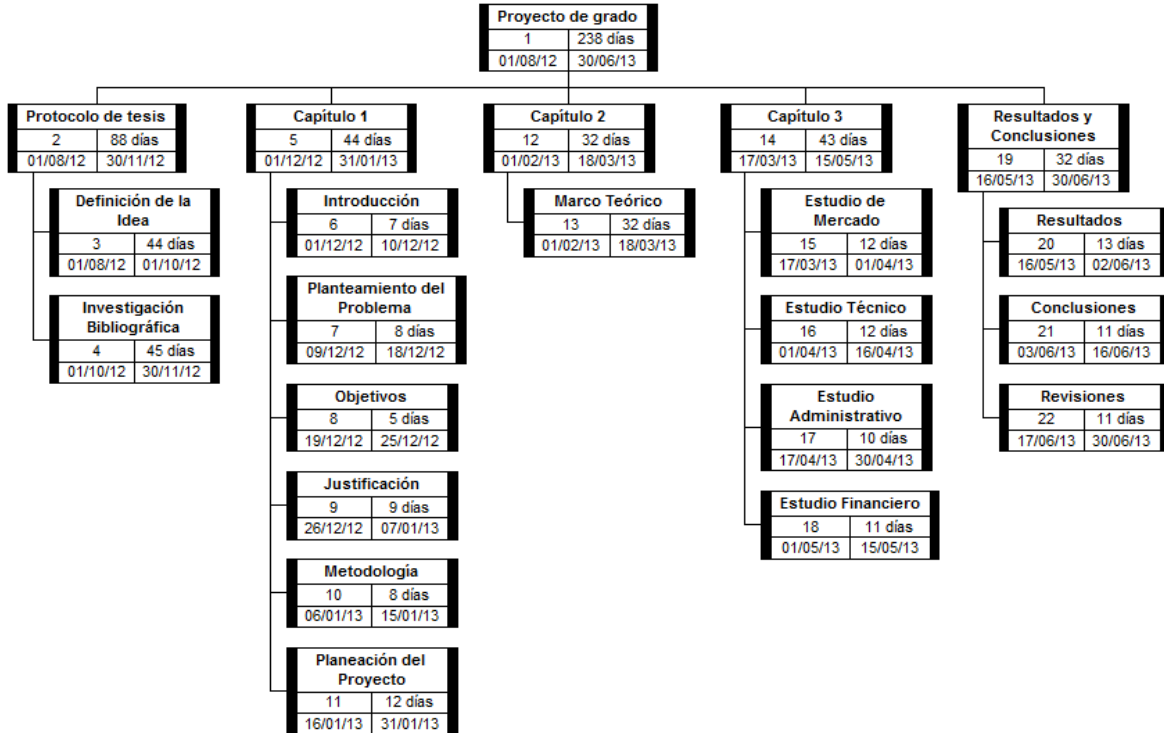 Proyecto de grado
1 238 días
01/08/12 30/06/13
Protocolo de tesis
2 88 días
01/08/12 30/11/12
Definición de la
Idea
3 44 días
01/08/12 01/10/12
Investigación
Bibliográfica
4 45 días
01/10/12 30/11/12
Capítulo 1
5 44 días
01/12/12 31/01/13
Introducción
6 7 días
01/12/12 10/12/12
Planteamiento del
Problema
7 8 días
09/12/12 18/12/12
Objetivos
8 5 días
19/12/12 25/12/12
Justificación
9 9 días
26/12/12 07/01/13
Metodología
10 8 días
06/01/13 15/01/13
Planeación del
Proyecto
11 12 días
16/01/13 31/01/13
Capítulo 2
12 32 días
01/02/13 18/03/13
Marco Teórico
13 32 días
01/02/13 18/03/13
Capítulo 3
14 43 días
17/03/13 15/05/13
Estudio de
Mercado
15 12 días
17/03/13 01/04/13
Estudio Técnico
16 12 días
01/04/13 16/04/13
Estudio
Administrativo
17 10 días
17/04/13 30/04/13
Estudio Financiero
18 11 días
01/05/13 15/05/13
Resultados y
Conclusiones
19 32 días
16/05/13 30/06/13
Resultados
20 13 días
16/05/13 02/06/13
Conclusiones
21 11 días
03/06/13 16/06/13
Revisiones
22 11 días
17/06/13 30/06/13